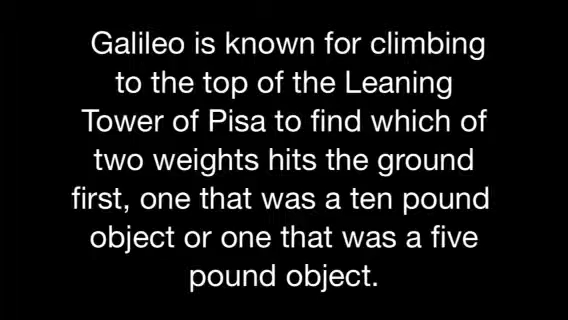 Galileo is known for climbing
to the top of the Leaning
Tower of Pisa to find which of
two weights hits the ground
first, one that was a ten pound
object or one that was a five
pound object.